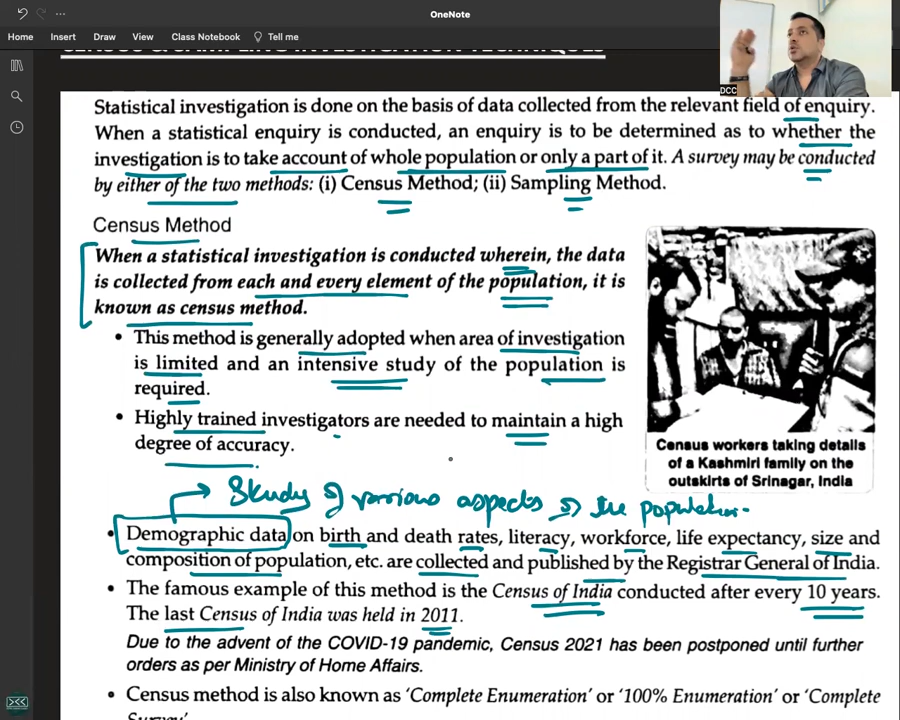 OneNote
Home Insert Draw View Class Notebook Tell me
CENSUS & SAMPLING INVESTIGATION TECHNIQUES
DCC
Statistical investigation is done on the basis of data collected from the relevant field of enquiry.
When a statistical enquiry is conducted, an enquiry is to be determined as to whether the
investigation is to take account of whole population or only a part of it. A survey may be conducted
by either of the two methods: (i) Census Method; (ii) Sampling Method.
Census Method
When a statistical investigation is conducted wherein, the data
is collected from each and every element of the population, it is
known as census method.
• This method is generally adopted when area of investigation
is limited and an intensive study of the population is
required.
• Highly trained investigators are needed to maintain a high
degree of accuracy.
Census workers taking details
of a Kashmiri family on the
outskirts of Srinagar, India
Study of various aspects of the population
• Demographic data on birth and death rates, literacy, workforce, life expectancy, size and
composition of population, etc. are collected and published by the Registrar General of India.
• The famous example of this method is the Census of India conducted after every 10 years.
The last Census of India was held in 2011.
Due to the advent of the COVID-19 pandemic, Census 2021 has been postponed until further
orders as per Ministry of Home Affairs.
• Census method is also known as 'Complete Enumeration' or '100% Enumeration' or 'Complete
Survey'